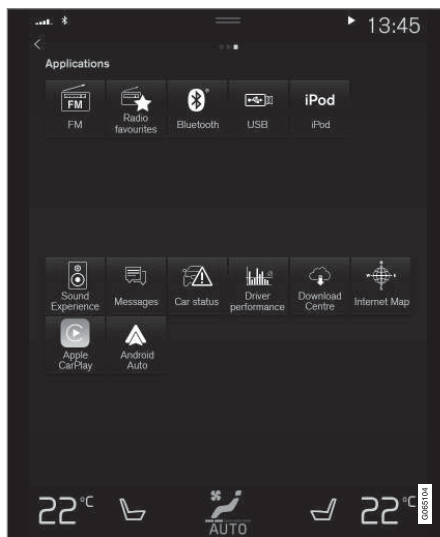 13:45
Applications
FM
FM
Radio
favourites
Bluetooth
USB
iPod
iPod
Sound
Experience
Messages
Car status
Driver
performance
Download
Centre
Internet Map
Apple
CarPlay
Android
Auto
22°C
AUTO
22°C
G065104